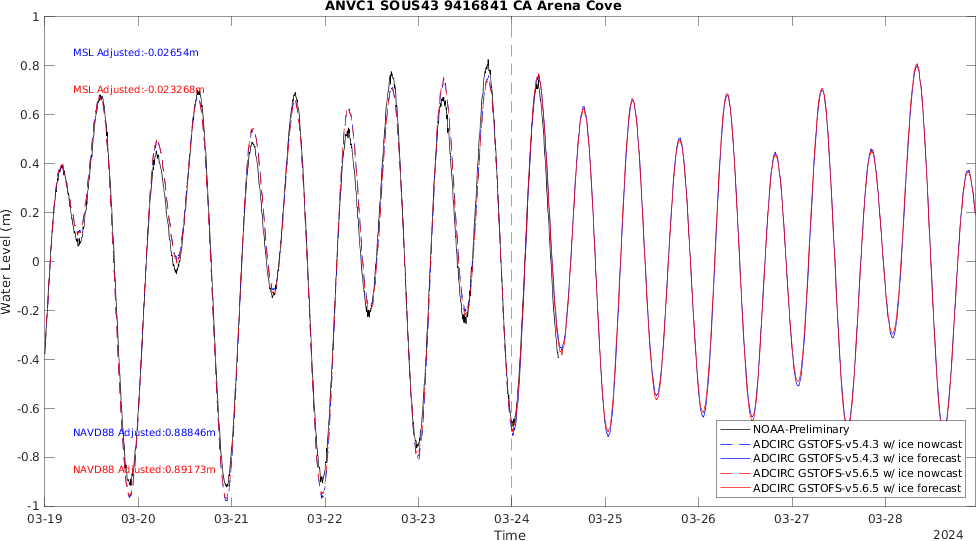 ANVC1 SOUS43 9416841 CA Arena Cove
1
0.8
0.6
0.4
0.2
0
-0.2
-0.4
-0.6
-0.8
-1
Water Level (m)
MSL Adjusted:-0.02654m
MSL Adjusted:-0.023268m
NAVD88 Adjusted:0.88846m
NAVD88 Adjusted:0.89173m
NOAA-Preliminary
ADCIRC GSTOFS-v5.4.3 w/ ice nowcast
ADCIRC GSTOFS-v5.4.3 w/ ice forecast
ADCIRC GSTOFS-v5.6.5 w/ ice nowcast
ADCIRC GSTOFS-v5.6.5 w/ ice forecast
03-19 03-20 03-21 03-22 03-23 03-24 03-25 03-26 03-27 03-28
Time
2024